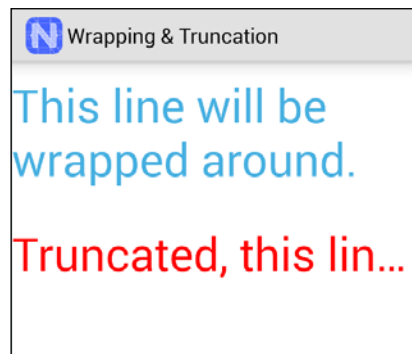 N Wrapping & Truncation
This line will be
wrapped around.
Truncated, this lin...